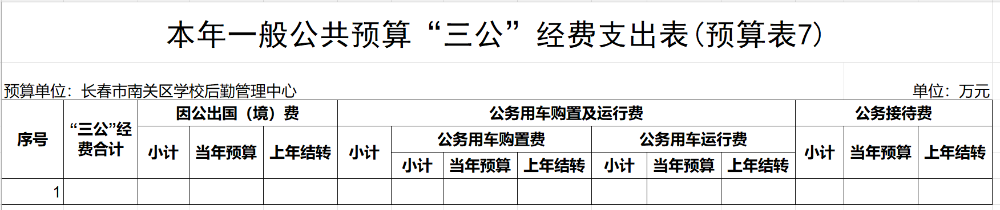 本年一般公共预算“三公”经费支出表(预算表7)
预算单位：长春市南关区学校后勤管理中心 单位：万元
序号 “三公”经费合计 因公出国（境）费 公务用车购置及运行费 公务接待费
小计 当年预算 上年结转 小计 公务用车购置费 公务用车运行费 小计 当年预算 上年结转
小计 当年预算 上年结转 小计 当年预算 上年结转
1